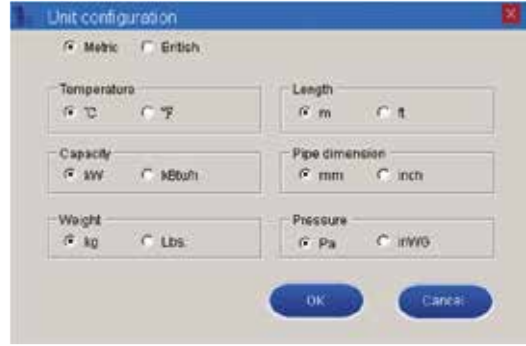 Unit configuration
Metric British
Temperature Length
°C °F m ft
Capacity Pipe dimension
kW kBtu/h mm inch
Weight Pressure
kg Lbs. Pa inWG
OK Cancel